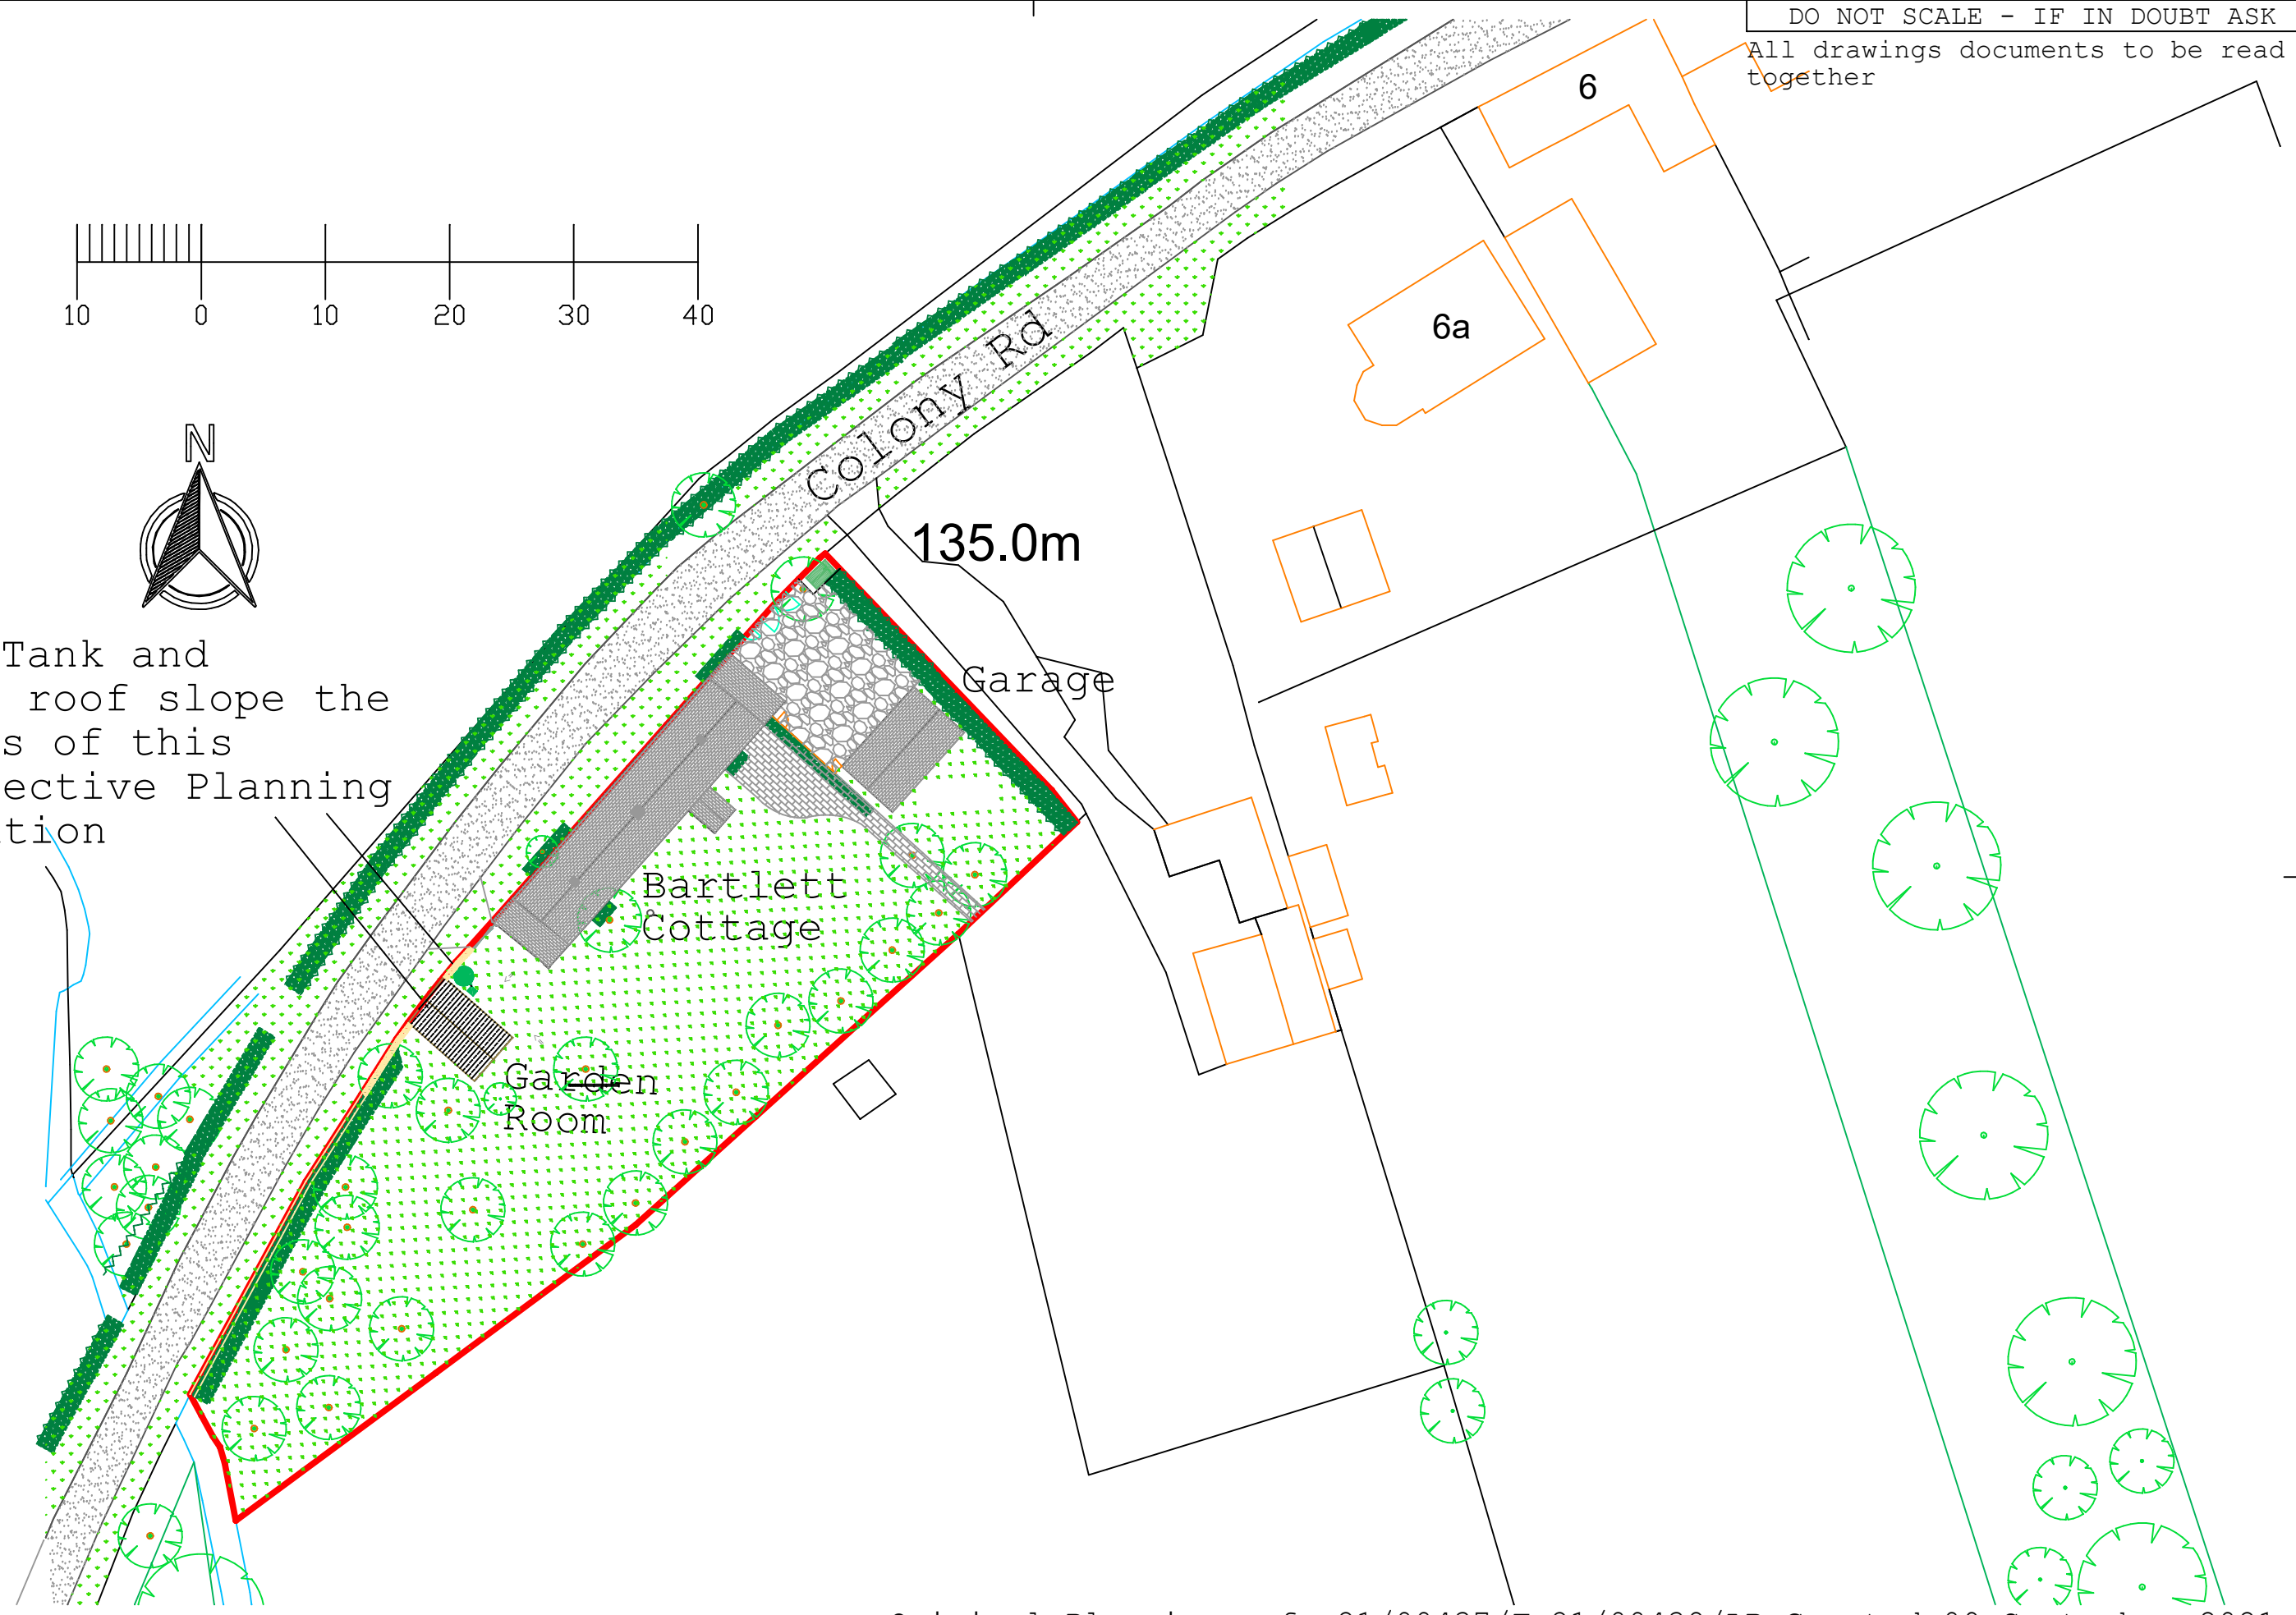 DO NOT SCALE - IF IN DOUBT ASK
All drawings documents to be read
together
6
6a
10 0 10 20 30 40
N
Colony Rd
135.0m
Tank and
roof slope the
s of this
ective Planning
tion
Garage
Bartlett
Cottage
Garden
Room